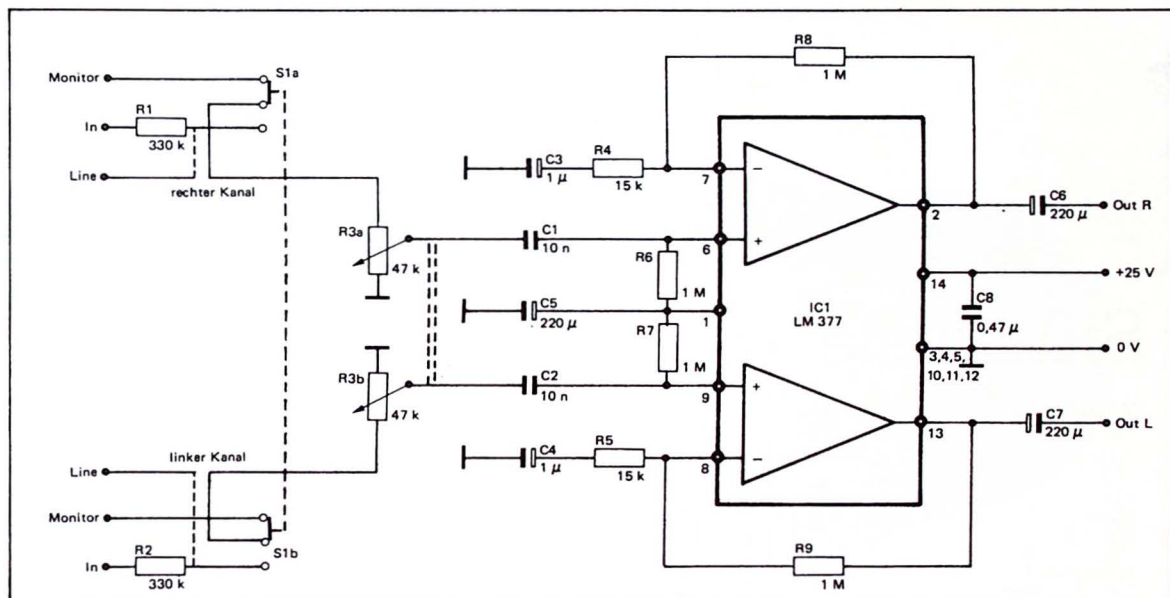 Monitor
S1a
R1
In
330 k
Line
rechter Kanal
R3a
47 k
R3b
47 k
linker Kanal
Line
Monitor
S1b
R2
In
330 k
R8
1 M
C3
1 µ
R4
15 k
7
C1
10 n
6
R6
1 M
C5
220 µ
1
R7
1 M
C2
10 n
9
C4
1 µ
R5
15 k
8
R9
1 M
−
+
IC1
LM 377
+
−
2
C6
220 µ
Out R
14
+25 V
C8
0,47 µ
0 V
3,4,5,
10,11,12
13
C7
220 µ
Out L